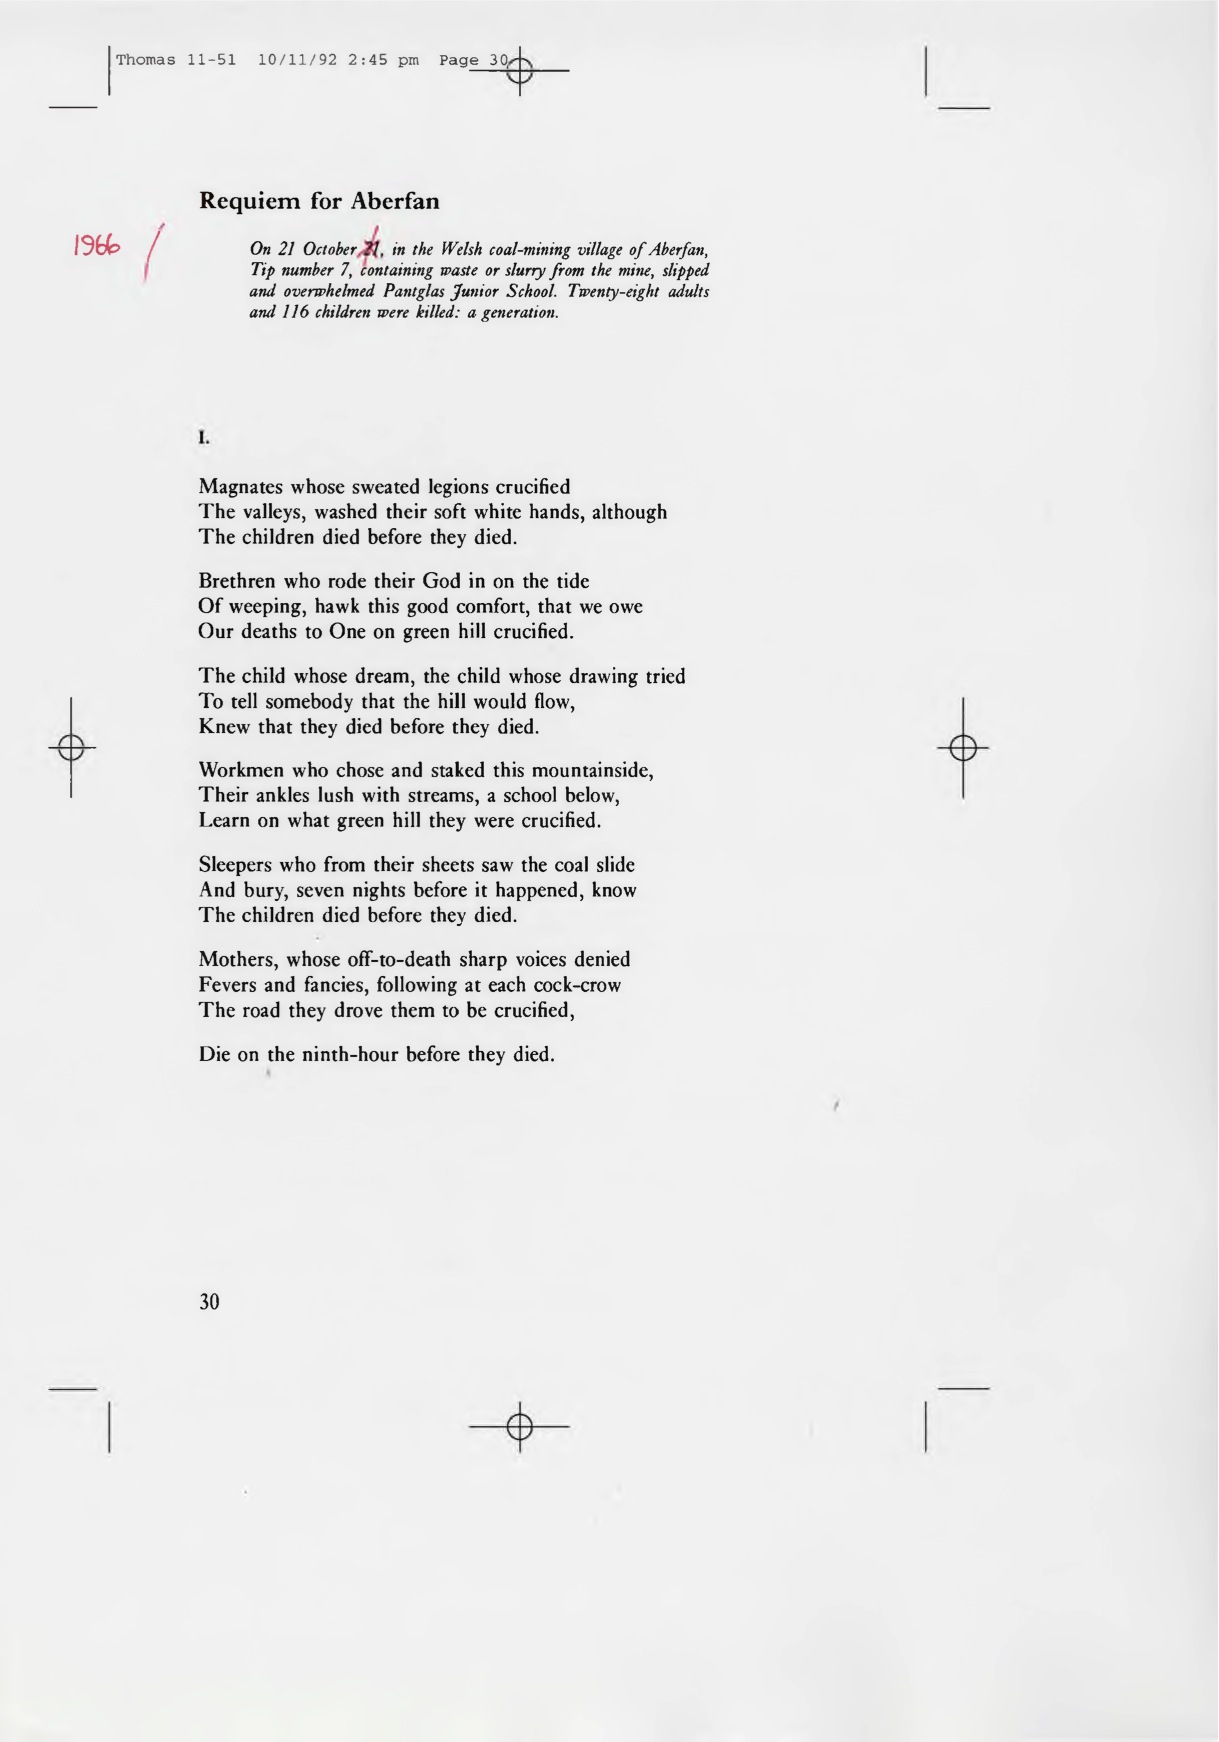 Thomas 11-51 10/11/92 2:45 pm Page 30
Requiem for Aberfan
1966 /
On 21 October 21, in the Welsh coal-mining village of Aberfan,
Tip number 7, containing waste or slurry from the mine, slipped
and overwhelmed Pantglas Junior School. Twenty-eight adults
and 116 children were killed: a generation.
I.
Magnates whose sweated legions crucified
The valleys, washed their soft white hands, although
The children died before they died.
Brethren who rode their God in on the tide
Of weeping, hawk this good comfort, that we owe
Our deaths to One on green hill crucified.
The child whose dream, the child whose drawing tried
To tell somebody that the hill would flow,
Knew that they died before they died.
Workmen who chose and staked this mountainside,
Their ankles lush with streams, a school below,
Learn on what green hill they were crucified.
Sleepers who from their sheets saw the coal slide
And bury, seven nights before it happened, know
The children died before they died.
Mothers, whose off-to-death sharp voices denied
Fevers and fancies, following at each cock-crow
The road they drove them to be crucified,
Die on the ninth-hour before they died.
30